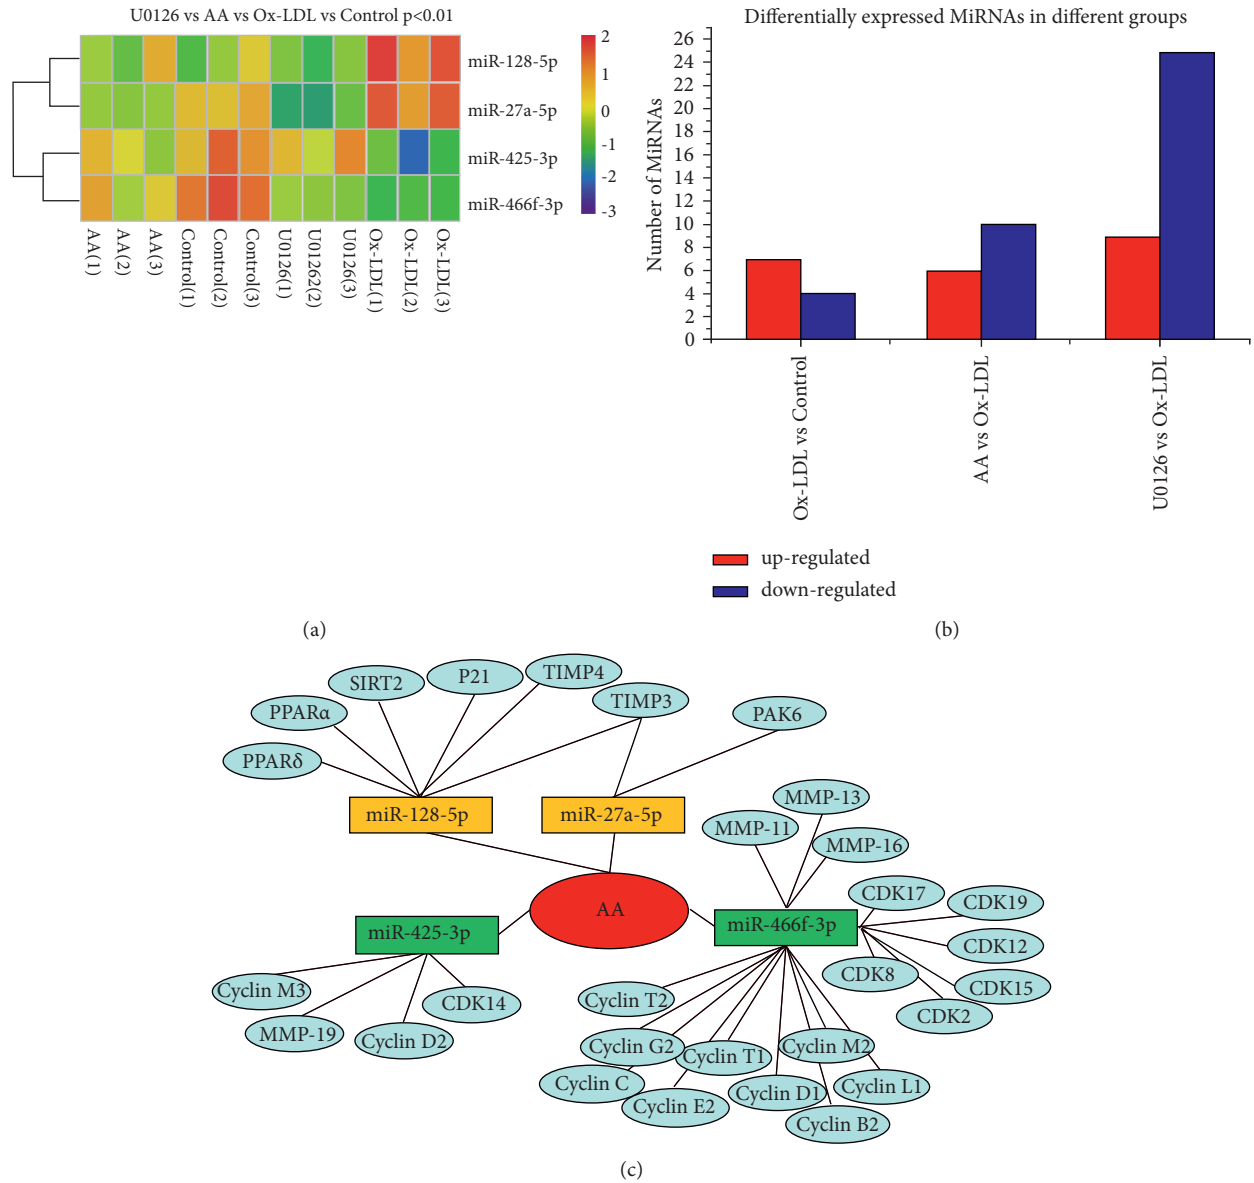 U0126 vs AA vs Ox-LDL vs Control p<0.01
miR-128-5p
miR-27a-5p
miR-425-3p
miR-466f-3p
2
1
0
-1
-2
-3
AA(1)
AA(2)
AA(3)
Control(1)
Control(2)
Control(3)
U0126(1)
U01262(2)
U0126(3)
Ox-LDL(1)
Ox-LDL(2)
Ox-LDL(3)
(a)
Differentially expressed MiRNAs in different groups
Number of MiRNAs
26
24
22
20
18
16
14
12
10
8
6
4
2
0
Ox-LDL vs Control
AA vs Ox-LDL
U0126 vs Ox-LDL
up-regulated
down-regulated
(b)
SIRT2
P21
TIMP4
TIMP3
PPARα
PAK6
PPARδ
miR-128-5p
miR-27a-5p
MMP-13
MMP-11
MMP-16
CDK17
CDK19
AA
miR-425-3p
miR-466f-3p
CDK12
CDK8
CDK15
CDK2
Cyclin M3
CDK14
MMP-19
Cyclin D2
Cyclin T2
Cyclin G2
Cyclin T1
Cyclin M2
Cyclin C
Cyclin E2
Cyclin D1
Cyclin L1
Cyclin B2
(c)